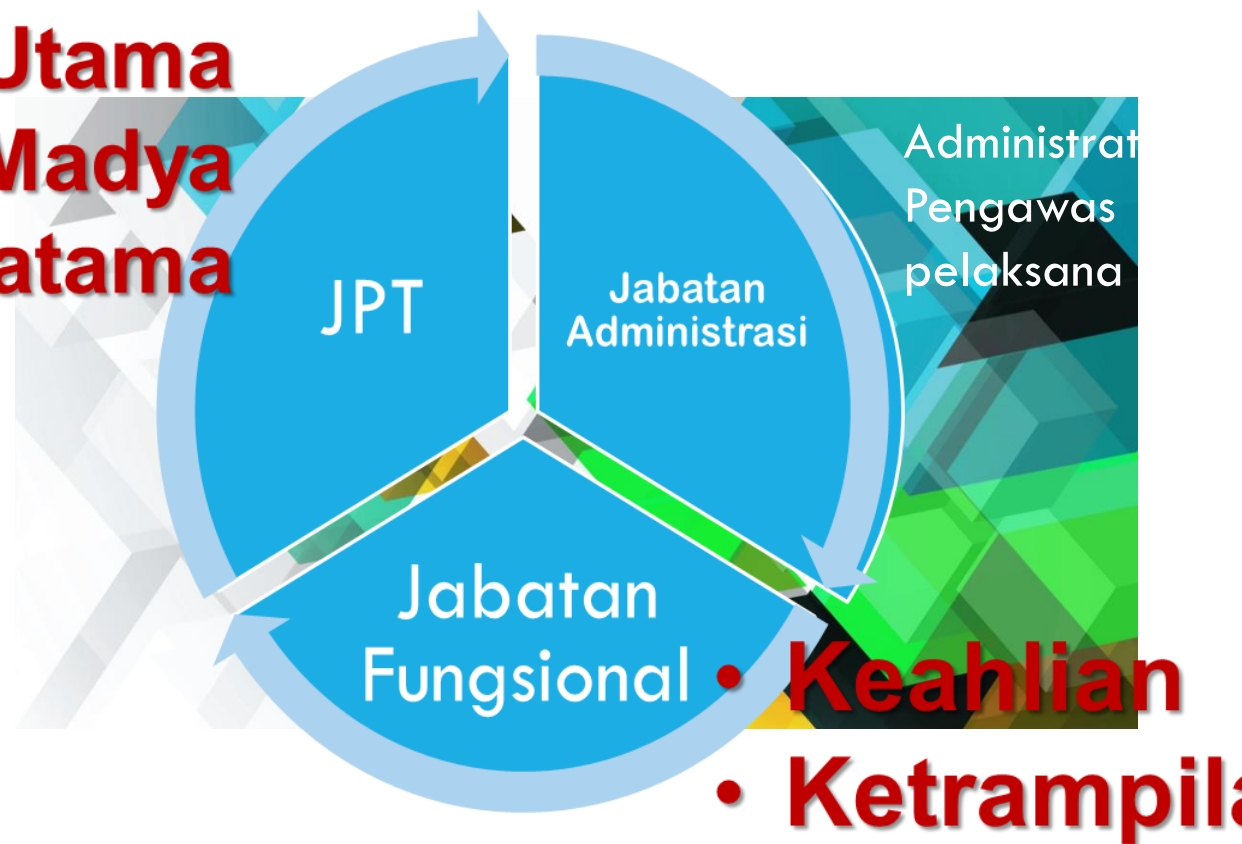 Utama
Madya
atama
JPT
Jabatan
Administrasi
Administrat
Pengawas
pelaksana
Jabatan
Fungsional
• Keahlian
• Ketrampila